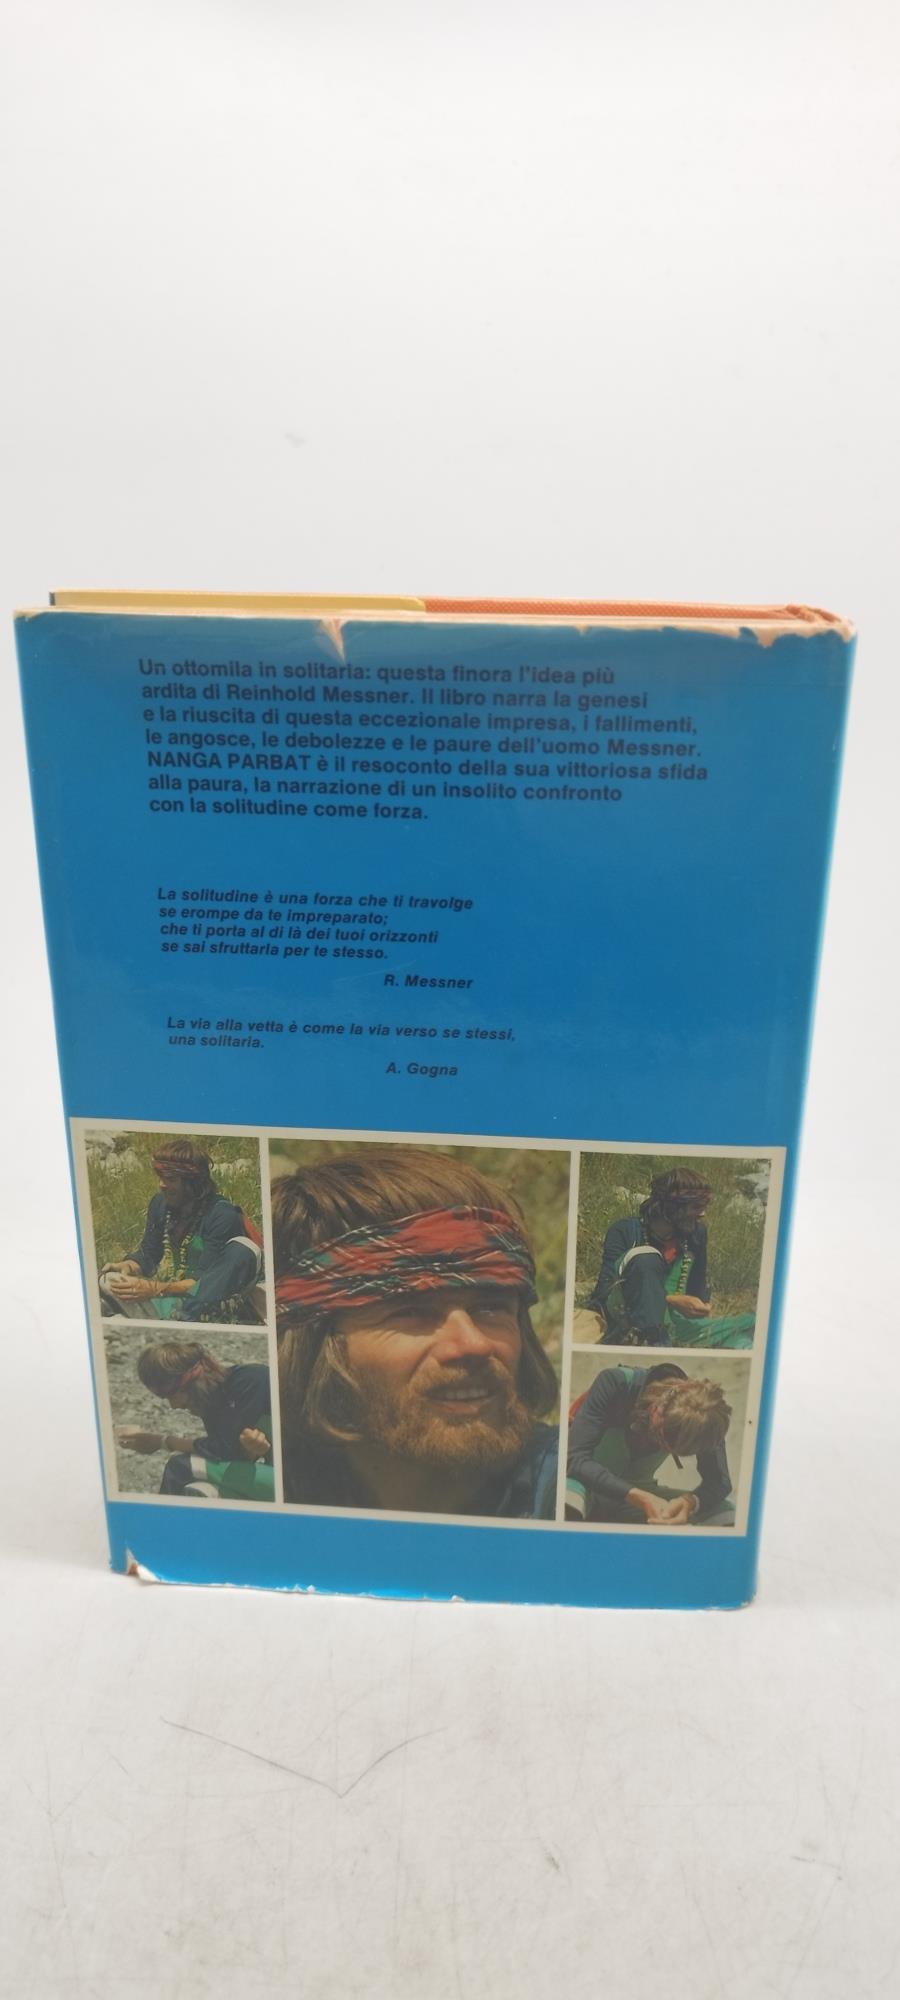 Un ottomila in solitaria: questa finora l'idea più
ardita di Reinhold Messner. Il libro narra la genesi
e la riuscita di questa eccezionale impresa, i fallimenti,
le angosce, le debolezze e le paure dell'uomo Messner.
NANGA PARBAT è il resoconto della sua vittoriosa sfida
alla paura, la narrazione di un insolito confronto
con la solitudine come forza.
La solitudine è una forza che ti travolge
se erompe da te impreparato;
che ti porta al di là dei tuoi orizzonti
se sai sfruttarla per te stesso.
R. Messner
La via alla vetta è come la via verso se stessi,
una solitaria.
A. Gogna